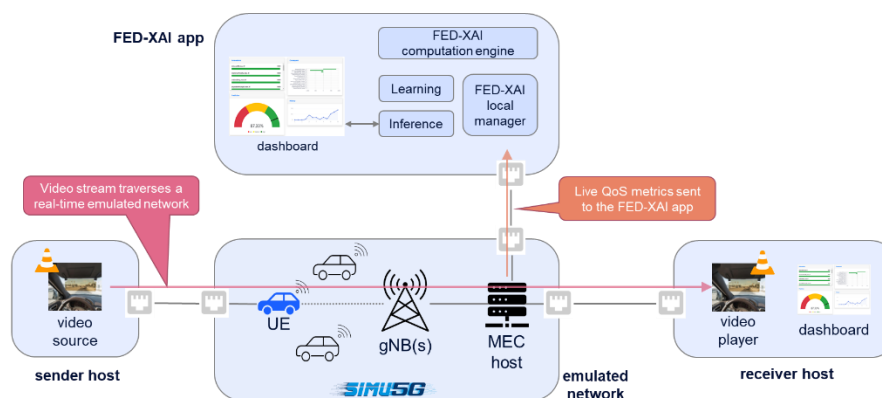 FED-XAI app
FED-XAI
computation engine
Learning
Inference
FED-XAI
local
manager
dashboard
Video stream traverses a
real-time emulated network
Live QoS metrics sent
to the FED-XAI app
video
source
sender host
UE
gNB(s)
MEC
host
SIMU5G
emulated
network
video
player
dashboard
receiver host